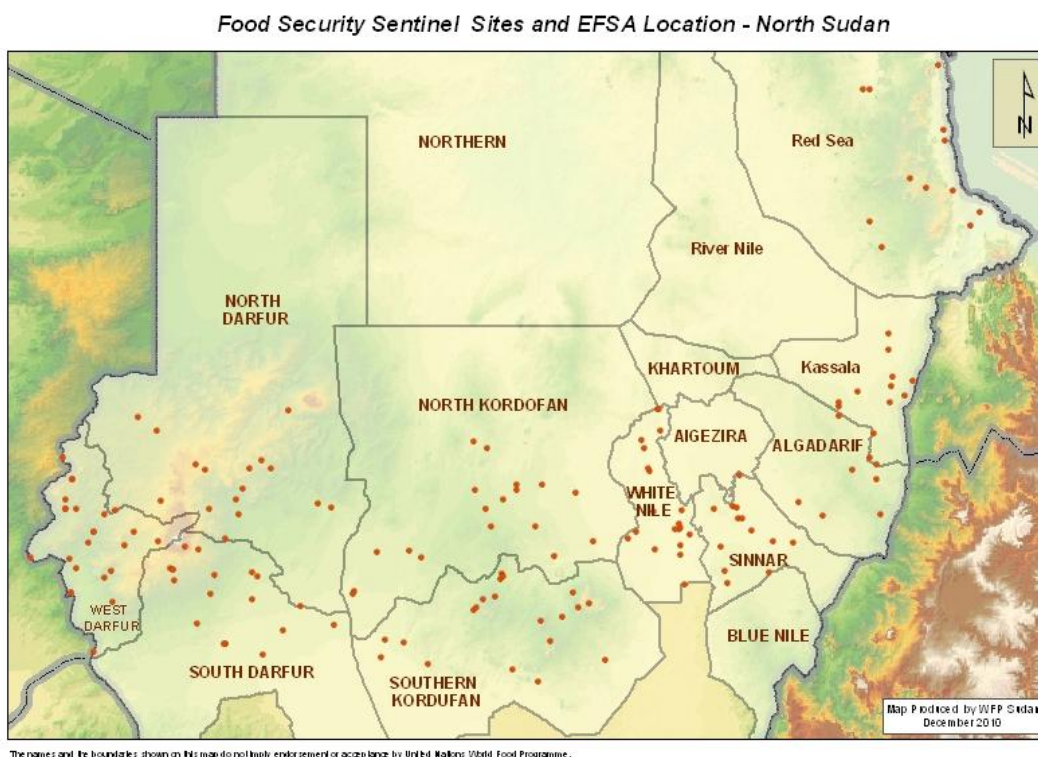 Food Security Sentinel Sites and EFSA Location - North Sudan
N
NORTHERN
Red Sea
River Nile
NORTH
DARFUR
KHARTOUM
Kassala
NORTH KORDOFAN
AlGEZIRA
ALGADARIF
WHITE
NILE
SINNAR
WEST
DARFUR
BLUE NILE
SOUTH DARFUR
SOUTHERN
KORDUFAN
Map Produced by WFP Sudan
December 2010
The names and the boundaries shown on this map do not imply endorsement or acceptance by United Nations World Food Programme.